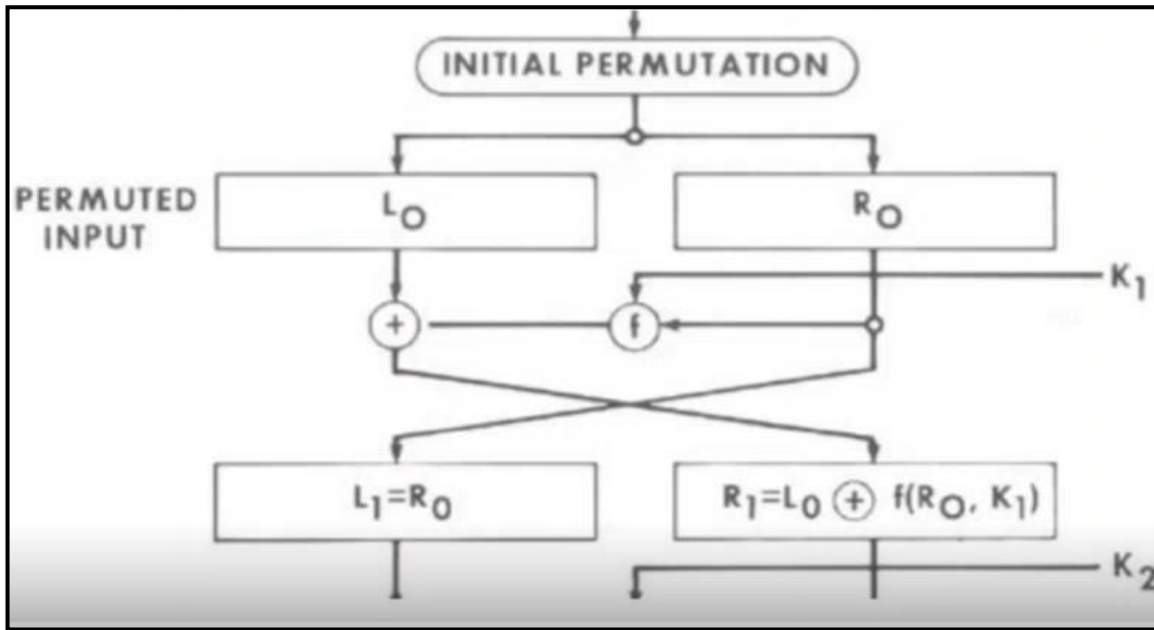 INITIAL PERMUTATION
PERMUTED
INPUT
L₀
R₀
K₁
+
f
L₁=R₀
R₁=L₀ ⊕ f(R₀, K₁)
K₂